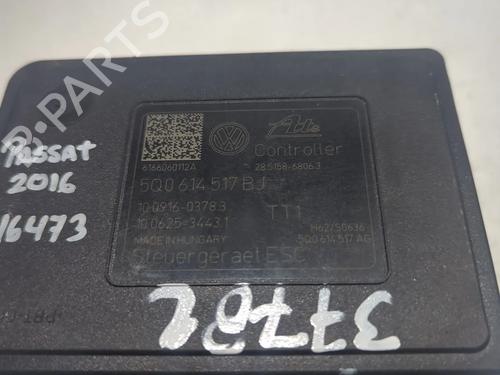 Ate
Controller
6166060112A
28.5158-6806.3
5Q0 614 517 BJ
10.0916-0378.3
TT1
10.0625-3443.1
H62/S0636
MADE IN HUNGARY
5Q0 614 517 AG
Steuergeraet ESC
PASSAT
2016
16473